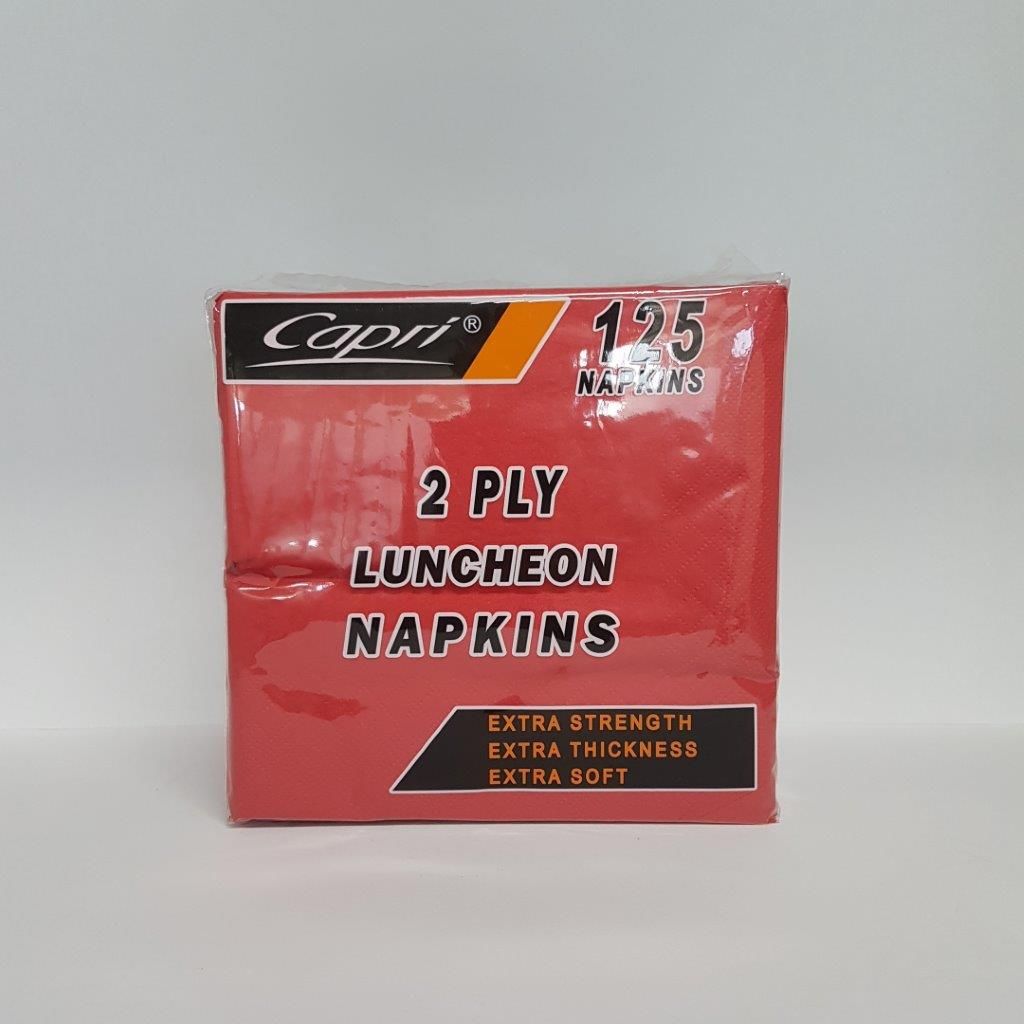 Capri®
125
NAPKINS
2 PLY
LUNCHEON
NAPKINS
EXTRA STRENGTH
EXTRA THICKNESS
EXTRA SOFT